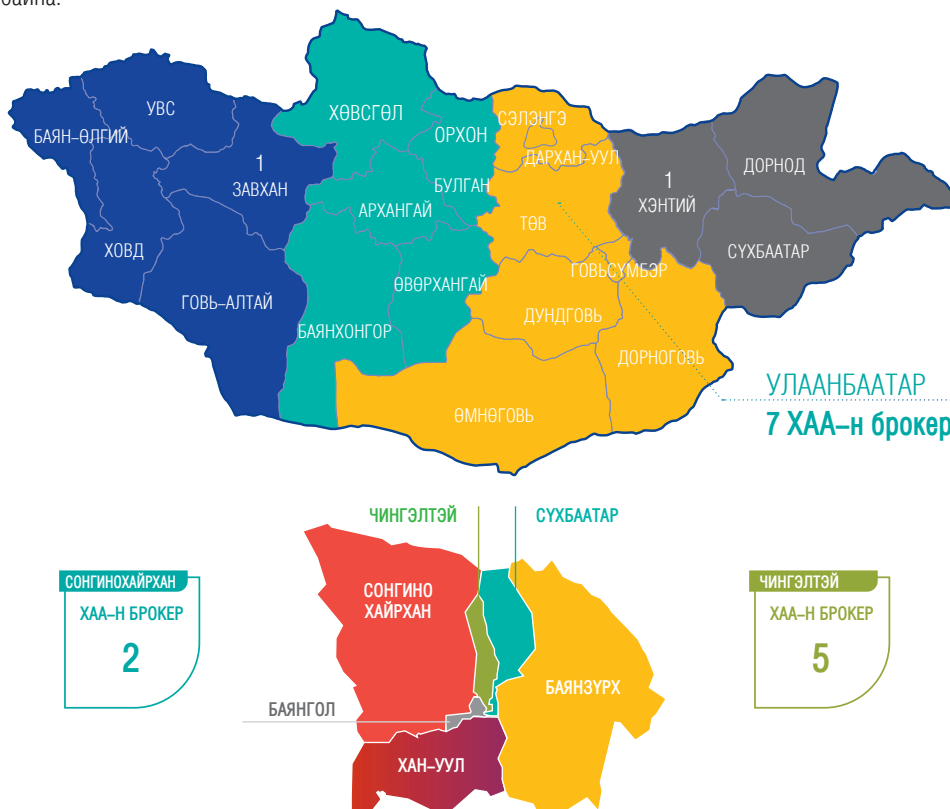 байна.
УВС
БАЯН-ӨЛГИЙ
1
ЗАВХАН
ХОВД
ГОВЬ-АЛТАЙ
ХӨВСГӨЛ
ОРХОН
БУЛГАН
АРХАНГАЙ
ӨВӨРХАНГАЙ
БАЯНХОНГОР
СЭЛЭНГЭ
ДАРХАН-УУЛ
ТӨВ
ГОВЬСҮМБЭР
ДУНДГОВЬ
ДОРНОГОВЬ
ӨМНӨГОВЬ
1
ХЭНТИЙ
ДОРНОД
СҮХБААТАР
УЛААНБААТАР
7 ХАА-н брокер
ЧИНГЭЛТЭЙ
СҮХБААТАР
СОНГИНОХАЙРХАН
ХАА-Н БРОКЕР
2
СОНГИНО
ХАЙРХАН
БАЯНЗҮРХ
БАЯНГОЛ
ХАН-УУЛ
ЧИНГЭЛТЭЙ
ХАА-Н БРОКЕР
5